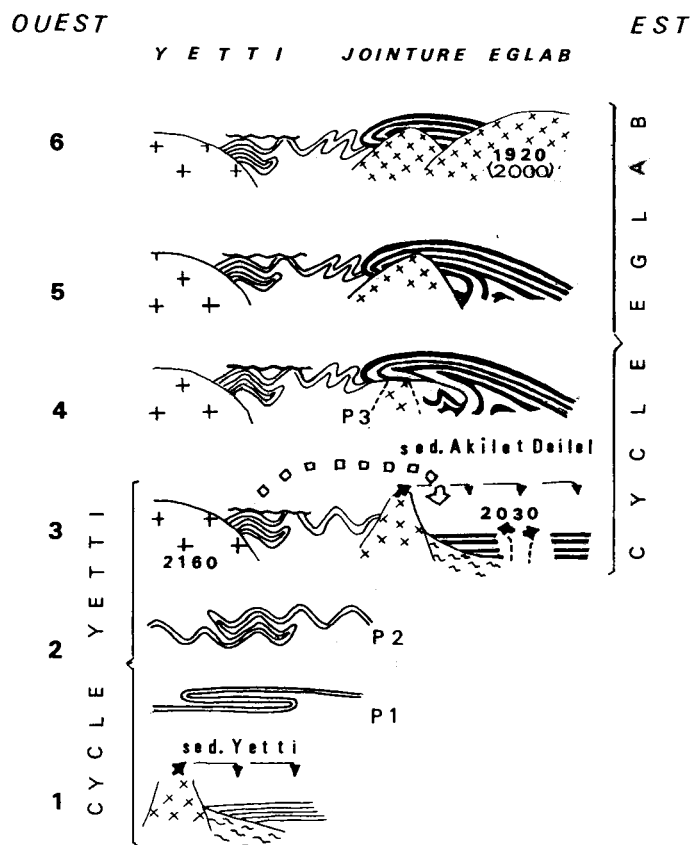 OUEST EST
YETTI JOINTURE EGLAB
6
1920
(2000)
5
4
P3
sed. Akilet Deilel
3
2160
2030
2
P2
P1
sed. Yetti
1
CYCLE YETTI
CYCLE EGLAB